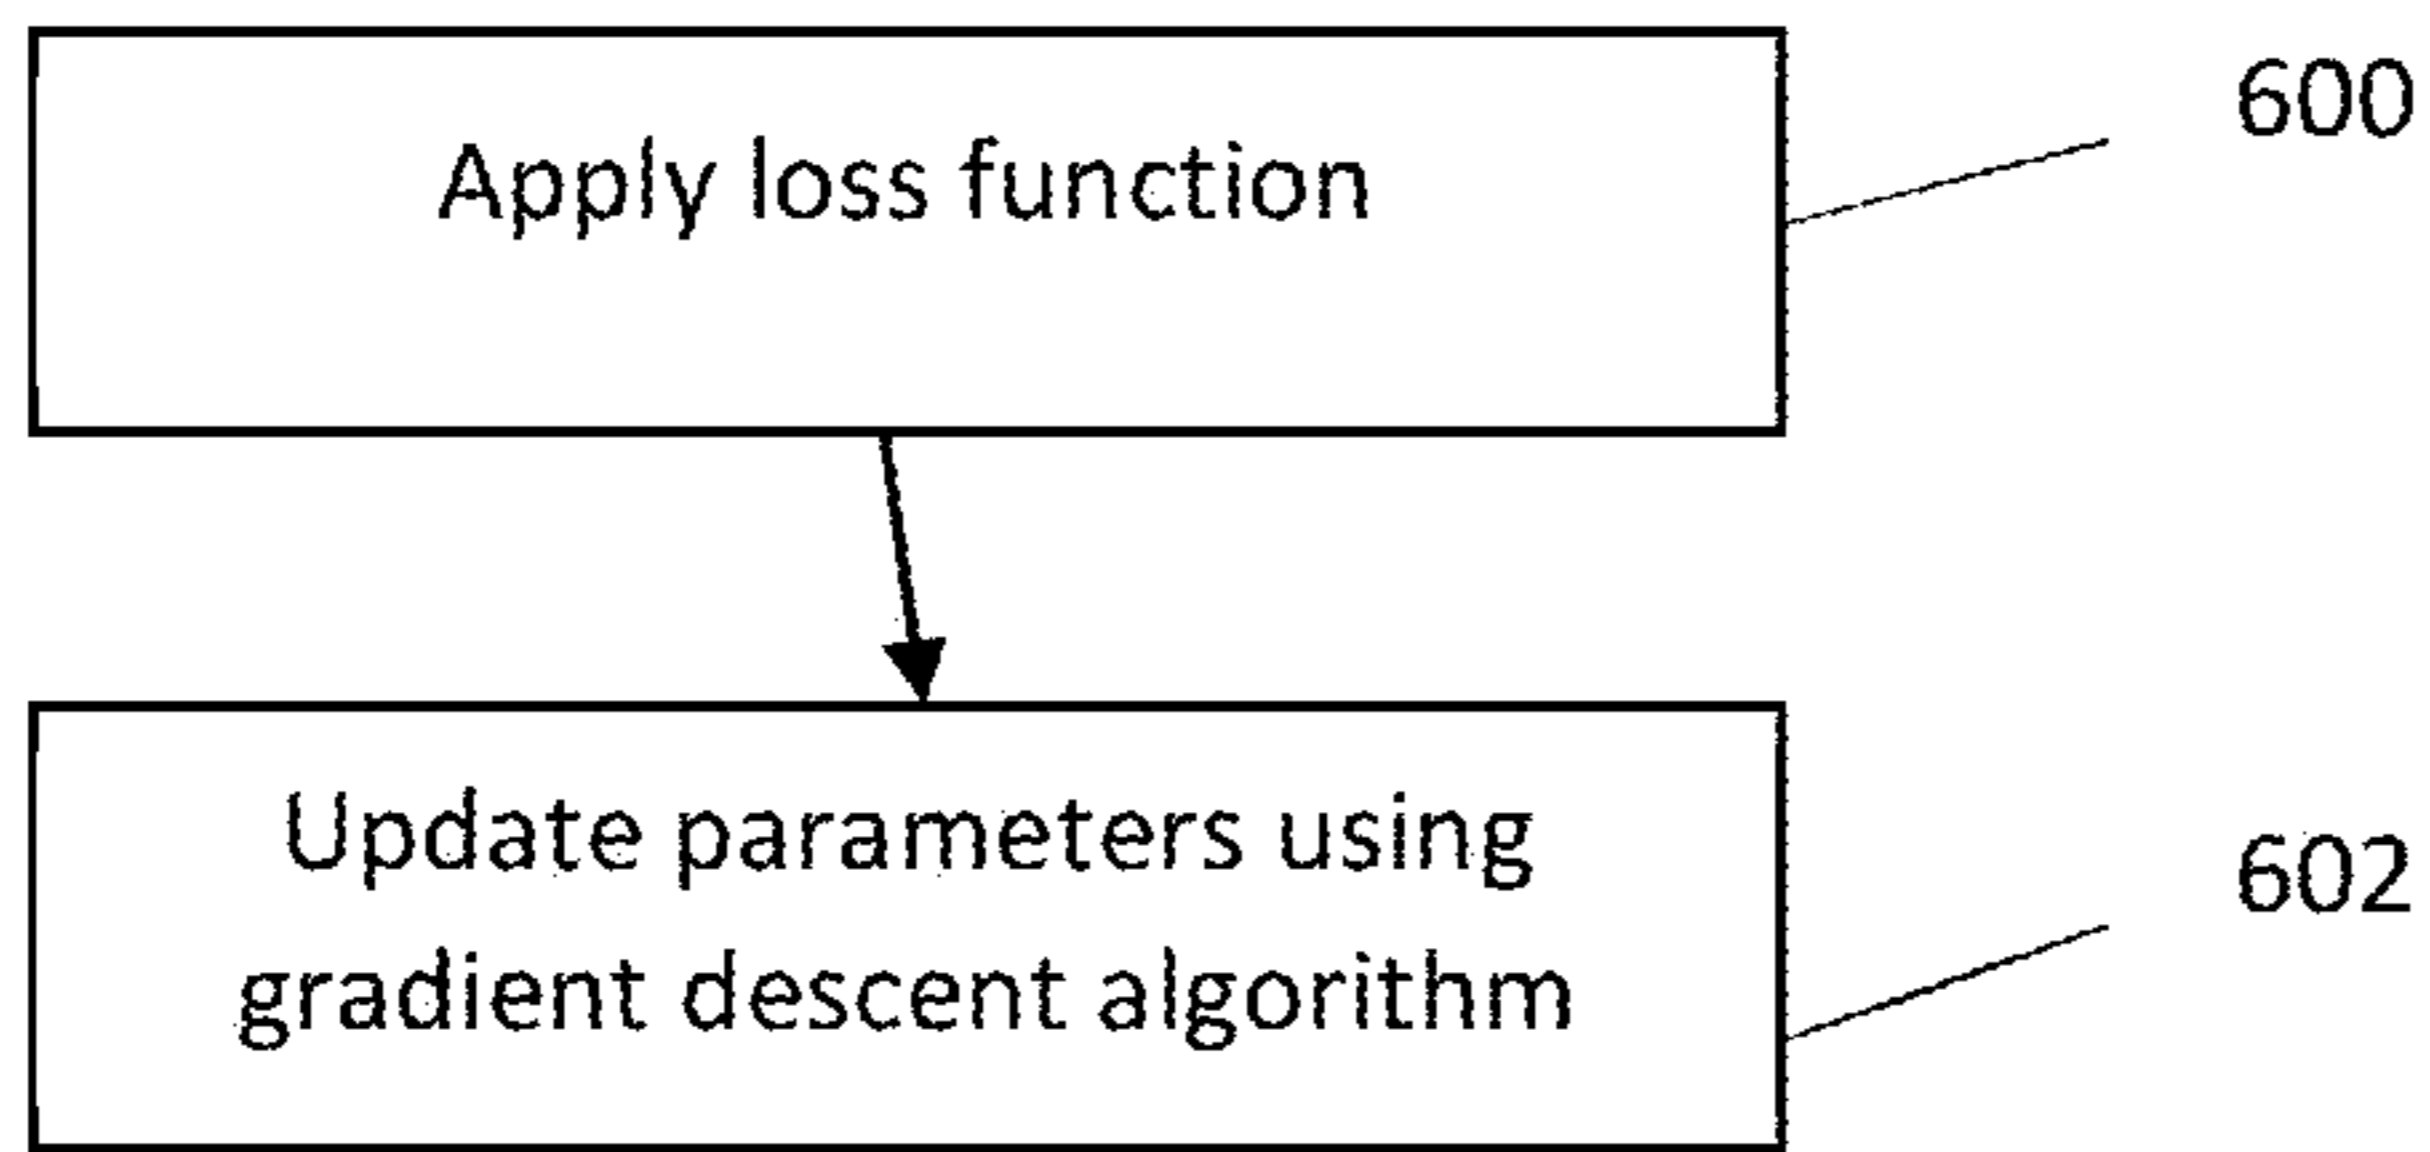 Apply loss function
600
Update parameters using
gradient descent algorithm
602